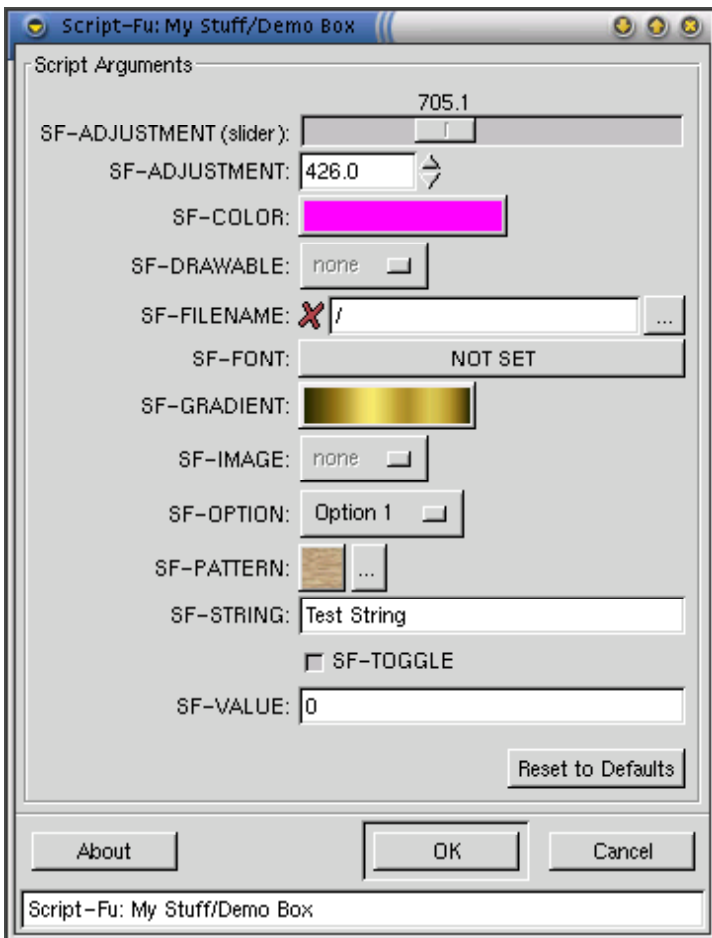 Script-Fu: My Stuff/Demo Box
Script Arguments
705.1
SF-ADJUSTMENT (slider):
SF-ADJUSTMENT: 426.0
SF-COLOR:
SF-DRAWABLE: none
SF-FILENAME: / ...
SF-FONT: NOT SET
SF-GRADIENT:
SF-IMAGE: none
SF-OPTION: Option 1
SF-PATTERN: ...
SF-STRING: Test String
SF-TOGGLE
SF-VALUE: 0
Reset to Defaults
About OK Cancel
Script-Fu: My Stuff/Demo Box